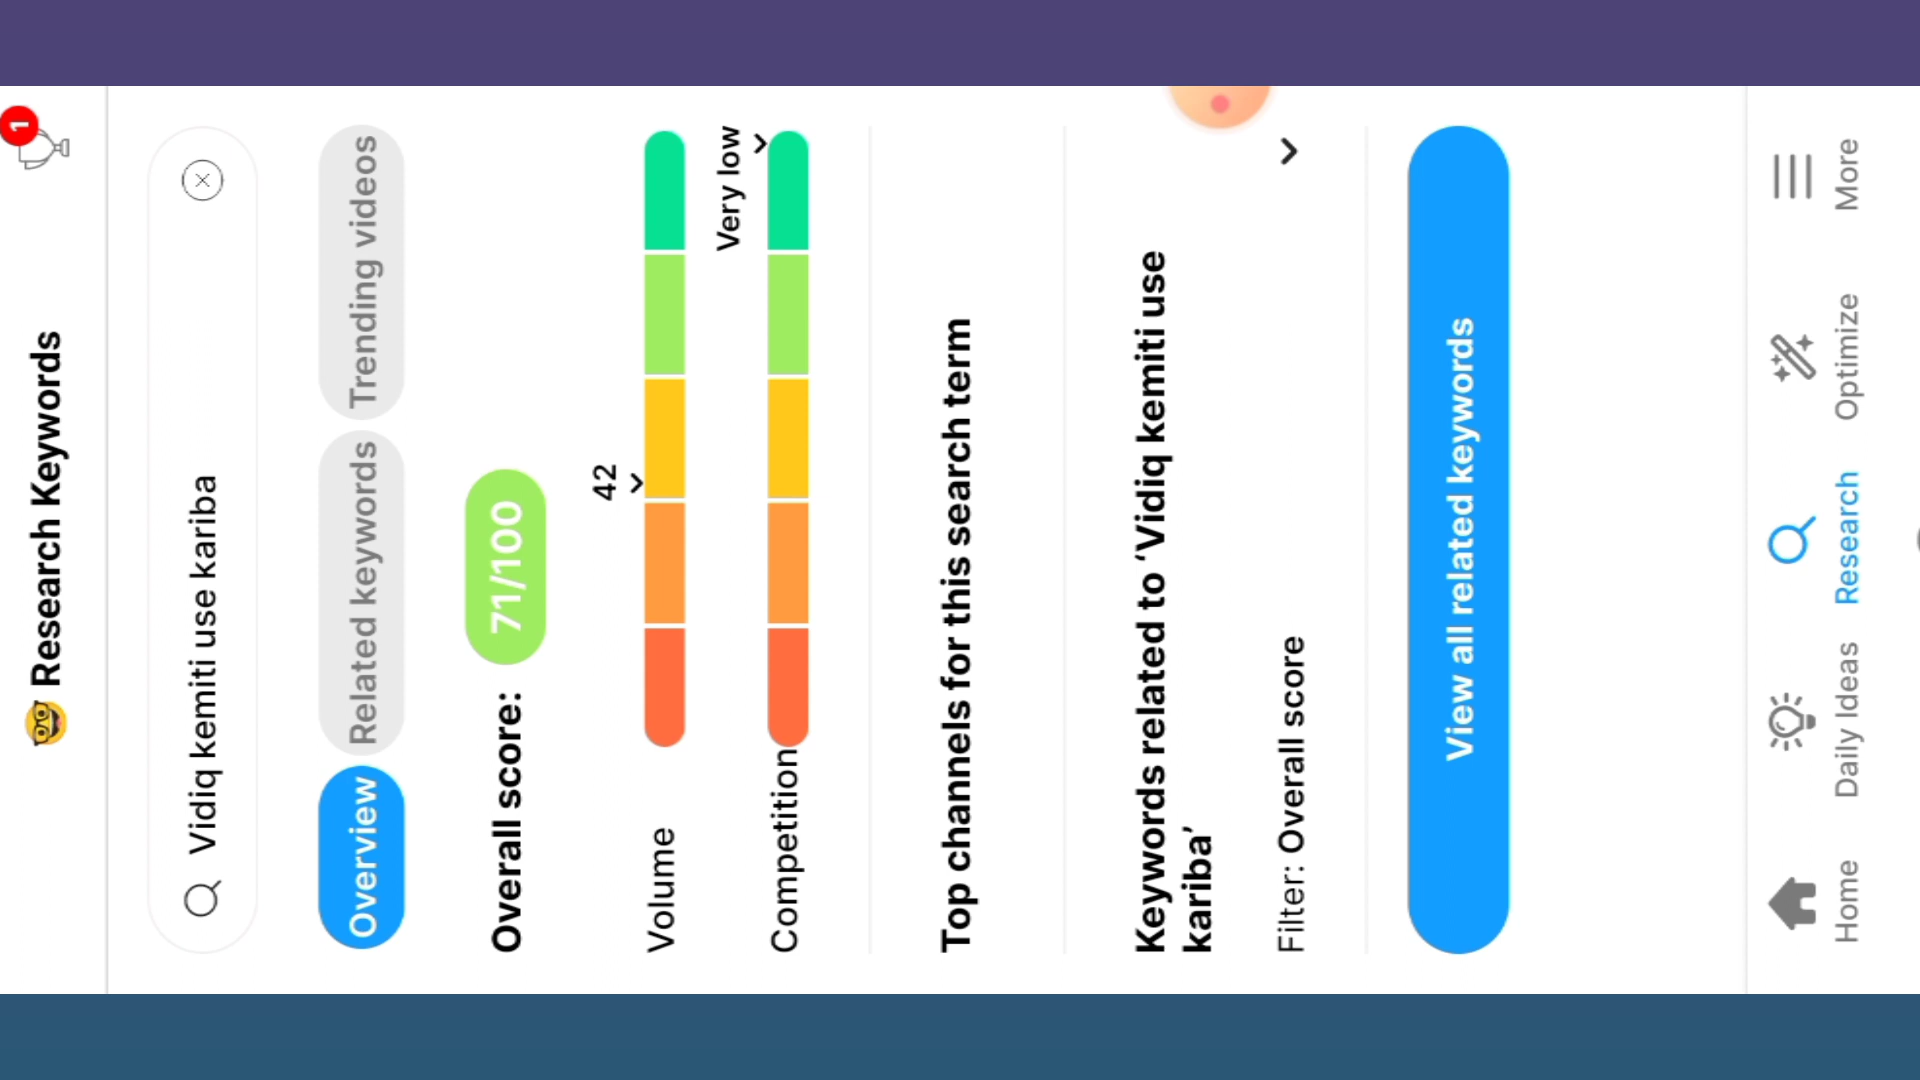 Research Keywords
1
Vidiq kemiti use kariba
Overview
Related keywords
Trending videos
Overall score:
71/100
42
Volume
Very low
Competition
Top channels for this search term
Keywords related to ‘Vidiq kemiti use
kariba’
Filter: Overall score
View all related keywords
Home
Daily Ideas
Research
Optimize
More